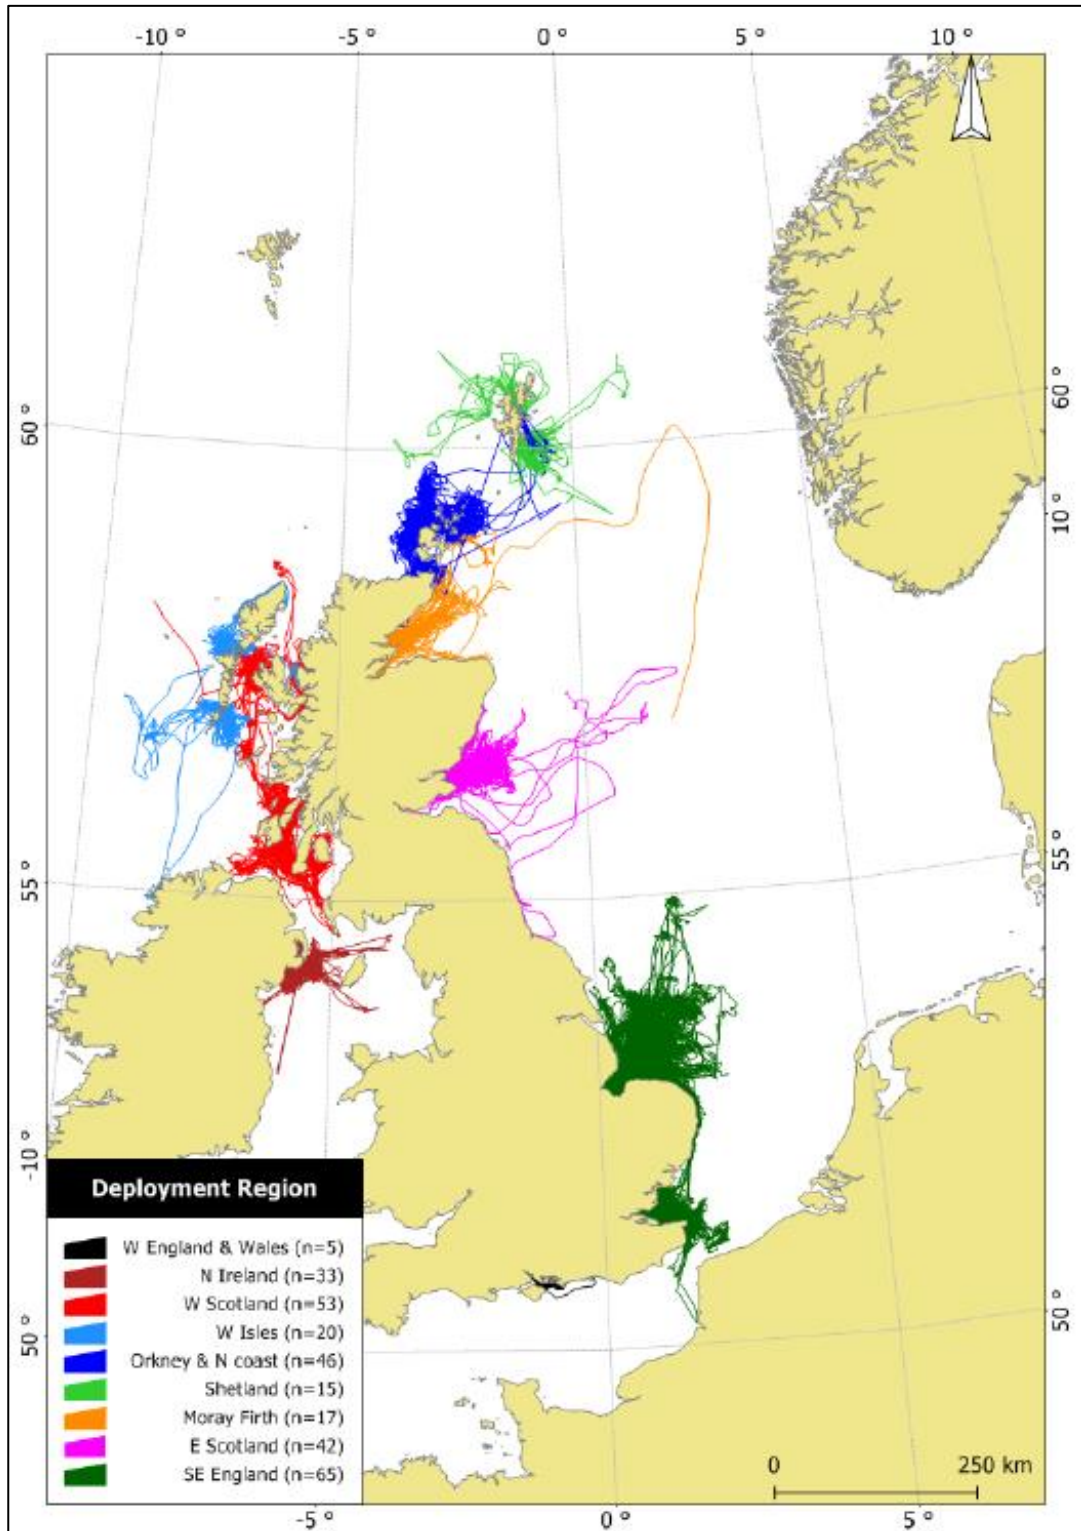 -10 ° -5 ° 0 ° 5 ° 10 °
60 °
60 °
10 °
55 °
55 °
-10 °
50 °
50 °
Deployment Region
W England & Wales (n=5)
N Ireland (n=33)
W Scotland (n=53)
W Isles (n=20)
Orkney & N coast (n=46)
Shetland (n=15)
Moray Firth (n=17)
E Scotland (n=42)
SE England (n=65)
0 250 km
-5 ° 0 ° 5 °